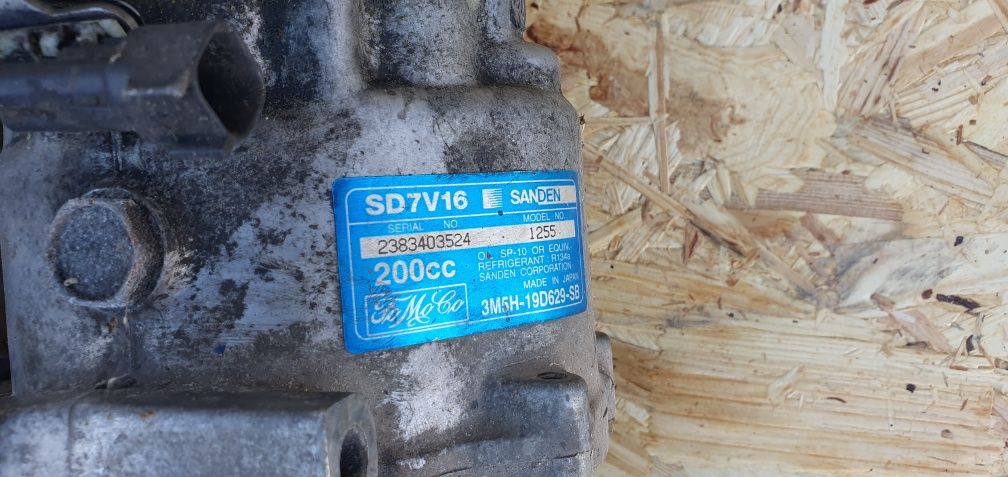 SD7V16 SANDEN
SERIAL NO. MODEL NO.
2383403524 1255
200cc
OIL SP-10 OR EQUIV.
REFRIGERANT : R134a
SANDEN CORPORATION
MADE IN JAPAN
FoMoCo 3M5H-19D629-SB